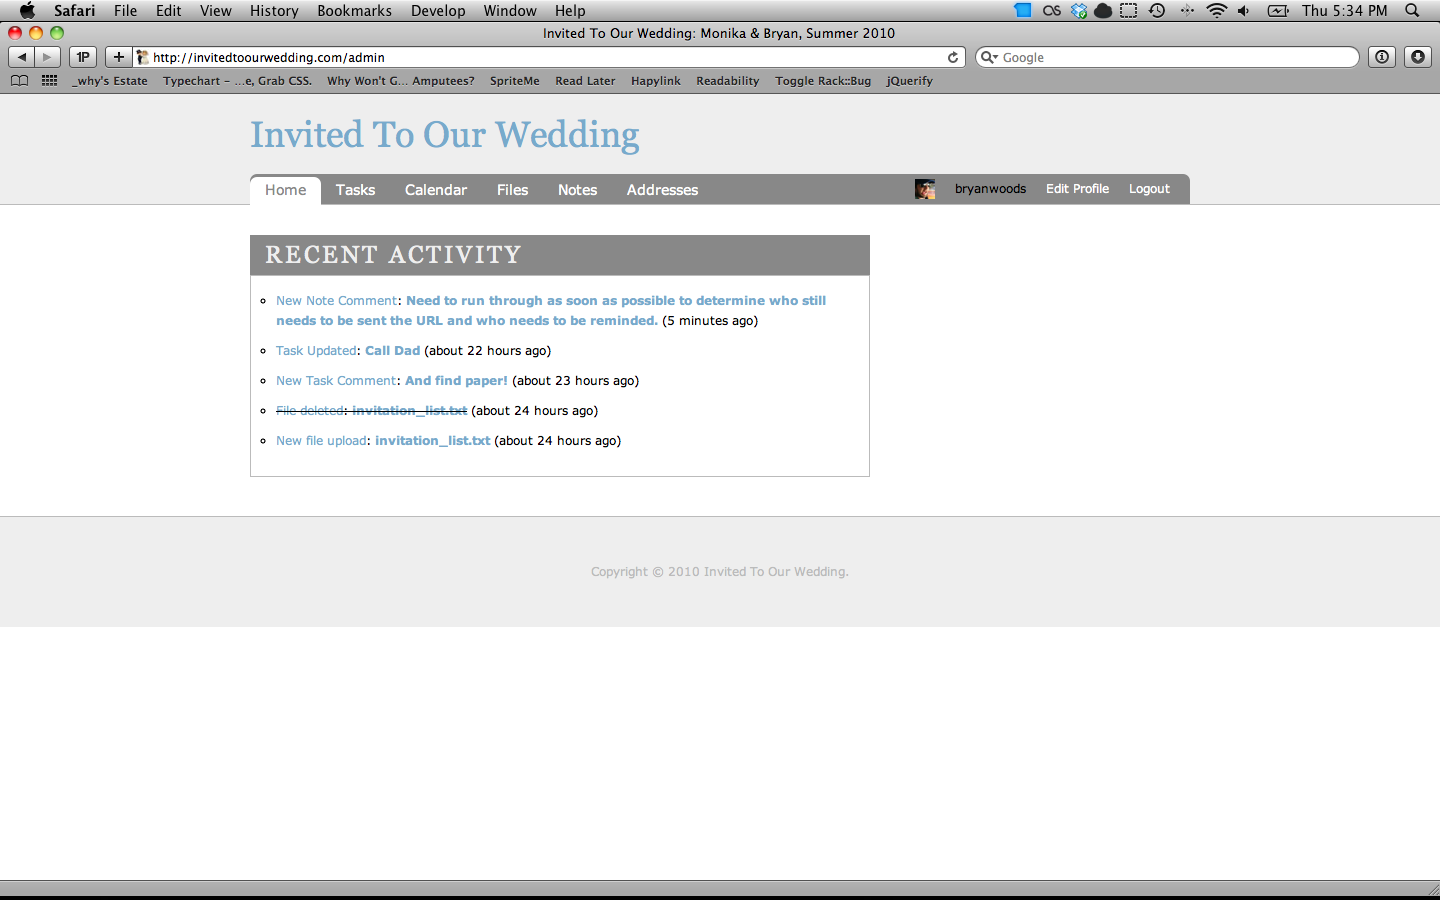 Safari File Edit View History Bookmarks Develop Window Help Thu 5:34 PM
Invited To Our Wedding: Monika & Bryan, Summer 2010
1P + http://invitedtoourwedding.com/admin Google
_why's Estate Typechart – ...e, Grab CSS. Why Won't G... Amputees? SpriteMe Read Later Hapylink Readability Toggle Rack::Bug jQuerify
Invited To Our Wedding
Home Tasks Calendar Files Notes Addresses bryanwoods Edit Profile Logout
RECENT ACTIVITY
New Note Comment: Need to run through as soon as possible to determine who still
needs to be sent the URL and who needs to be reminded. (5 minutes ago)
Task Updated: Call Dad (about 22 hours ago)
New Task Comment: And find paper! (about 23 hours ago)
File deleted: invitation_list.txt (about 24 hours ago)
New file upload: invitation_list.txt (about 24 hours ago)
Copyright © 2010 Invited To Our Wedding.